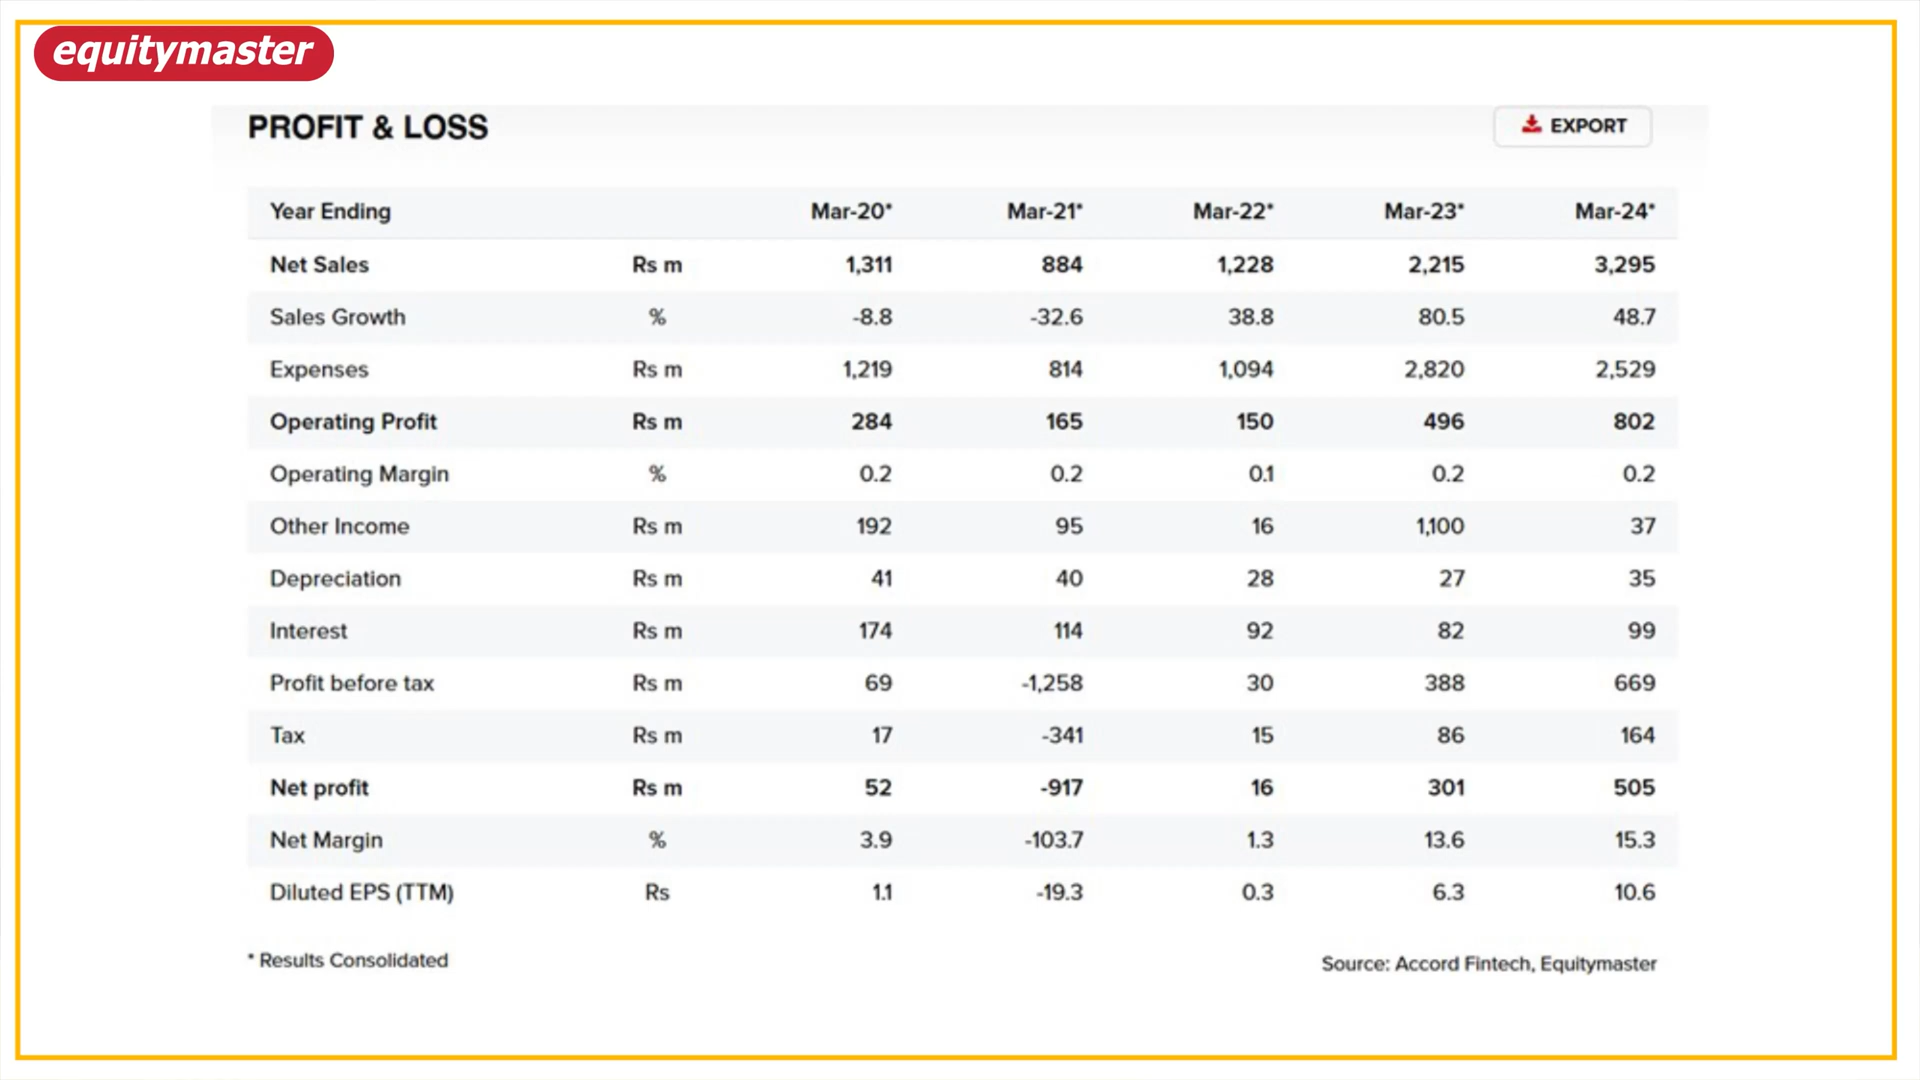 equitymaster
PROFIT & LOSS
EXPORT
Year Ending Mar-20* Mar-21* Mar-22* Mar-23* Mar-24*
Net Sales Rs m 1,311 884 1,228 2,215 3,295
Sales Growth % -8.8 -32.6 38.8 80.5 48.7
Expenses Rs m 1,219 814 1,094 2,820 2,529
Operating Profit Rs m 284 165 150 496 802
Operating Margin % 0.2 0.2 0.1 0.2 0.2
Other Income Rs m 192 95 16 1,100 37
Depreciation Rs m 41 40 28 27 35
Interest Rs m 174 114 92 82 99
Profit before tax Rs m 69 -1,258 30 388 669
Tax Rs m 17 -341 15 86 164
Net profit Rs m 52 -917 16 301 505
Net Margin % 3.9 -103.7 1.3 13.6 15.3
Diluted EPS (TTM) Rs 1.1 -19.3 0.3 6.3 10.6
* Results Consolidated
Source: Accord Fintech, Equitymaster